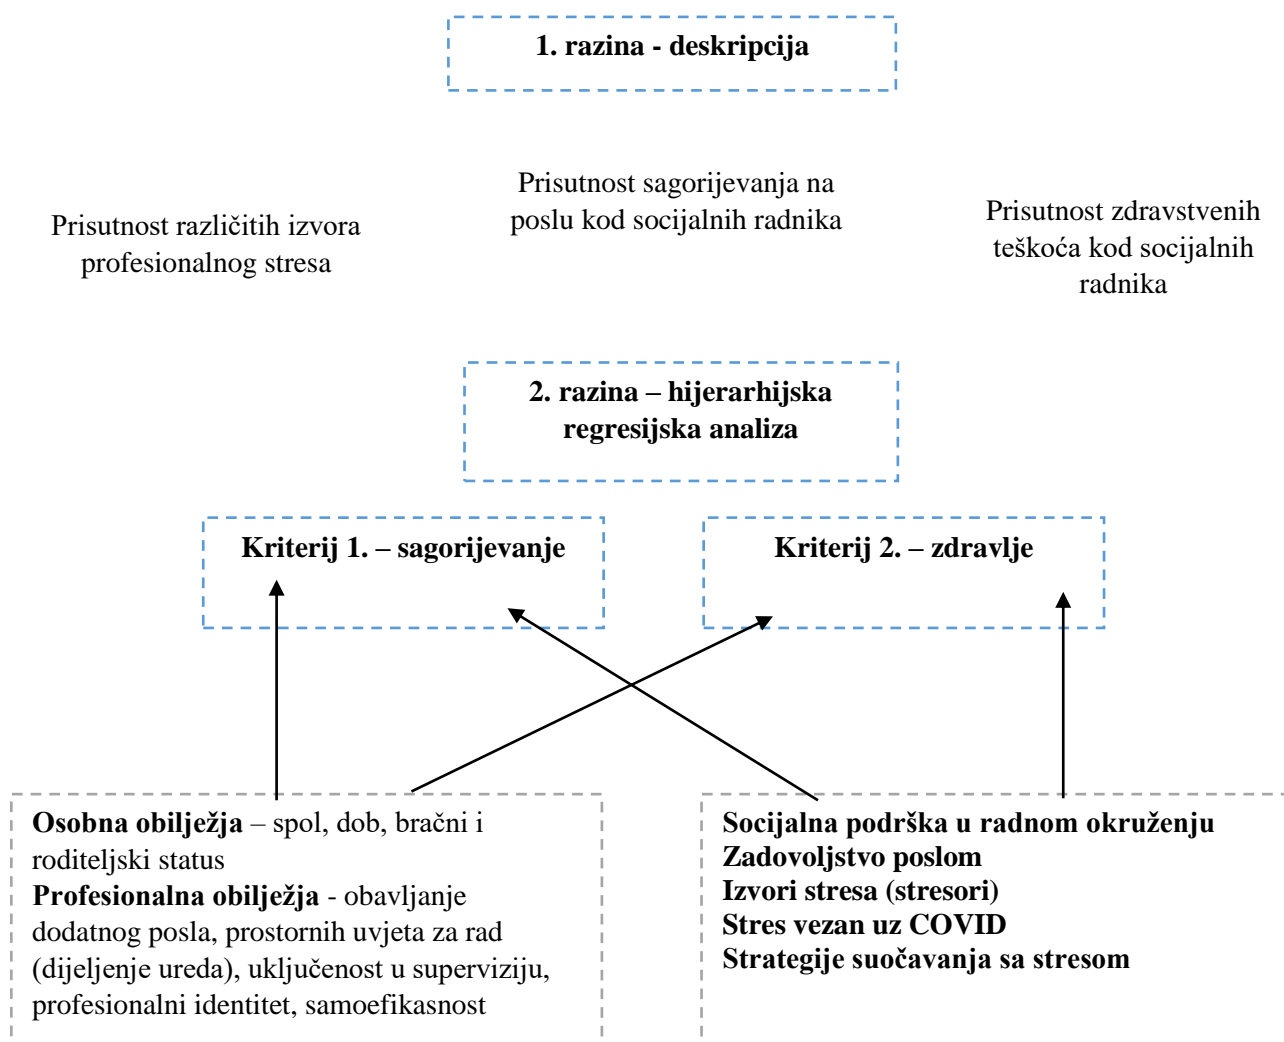 1. razina - deskripcija
Prisutnost različitih izvora
profesionalnog stresa
Prisutnost sagorijevanja na
poslu kod socijalnih radnika
Prisutnost zdravstvenih
teškoća kod socijalnih
radnika
2. razina – hijerarhijska
regresijska analiza
Kriterij 1. – sagorijevanje
Kriterij 2. – zdravlje
Osobna obilježja – spol, dob, bračni i
roditeljski status
Profesionalna obilježja - obavljanje
dodatnog posla, prostornih uvjeta za rad
(dijeljenje ureda), uključenost u superviziju,
profesionalni identitet, samoefikasnost
Socijalna podrška u radnom okruženju
Zadovoljstvo poslom
Izvori stresa (stresori)
Stres vezan uz COVID
Strategije suočavanja sa stresom